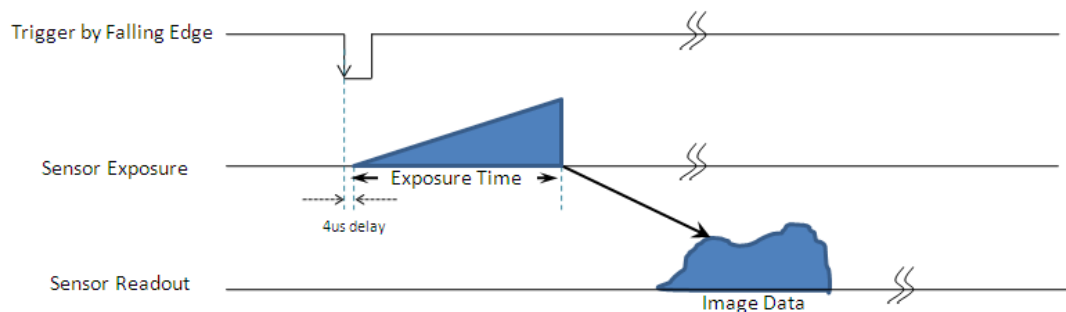 Trigger by Falling Edge
Sensor Exposure
Exposure Time
4us delay
Sensor Readout
Image Data